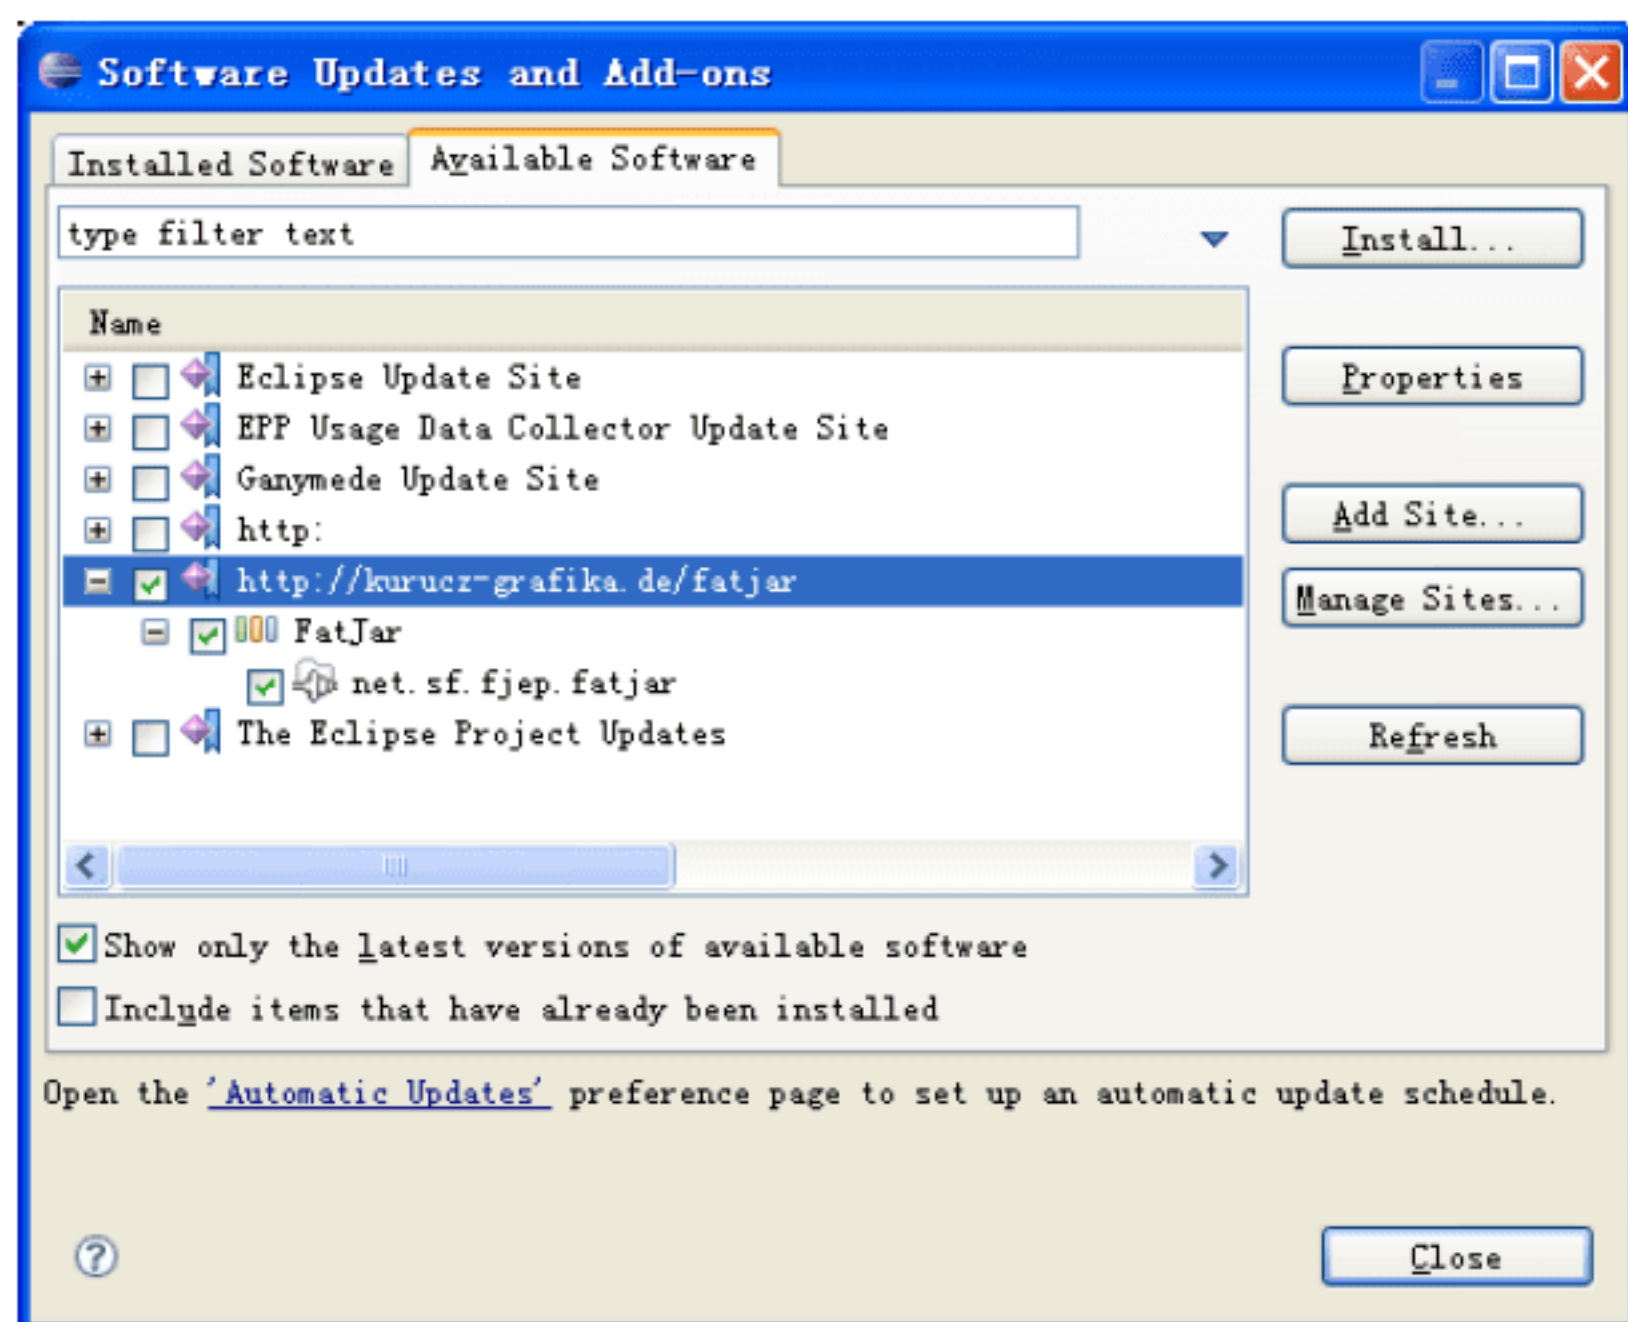 Software Updates and Add-ons
Installed Software
Available Software
type filter text
Install...
Name
Eclipse Update Site
Properties
EPP Usage Data Collector Update Site
Ganymede Update Site
Add Site...
http:
http://kurucz-grafika.de/fatjar
Manage Sites...
FatJar
net.sf.fjep.fatjar
The Eclipse Project Updates
Refresh
Show only the latest versions of available software
Include items that have already been installed
Open the 'Automatic Updates' preference page to set up an automatic update schedule.
?
Close